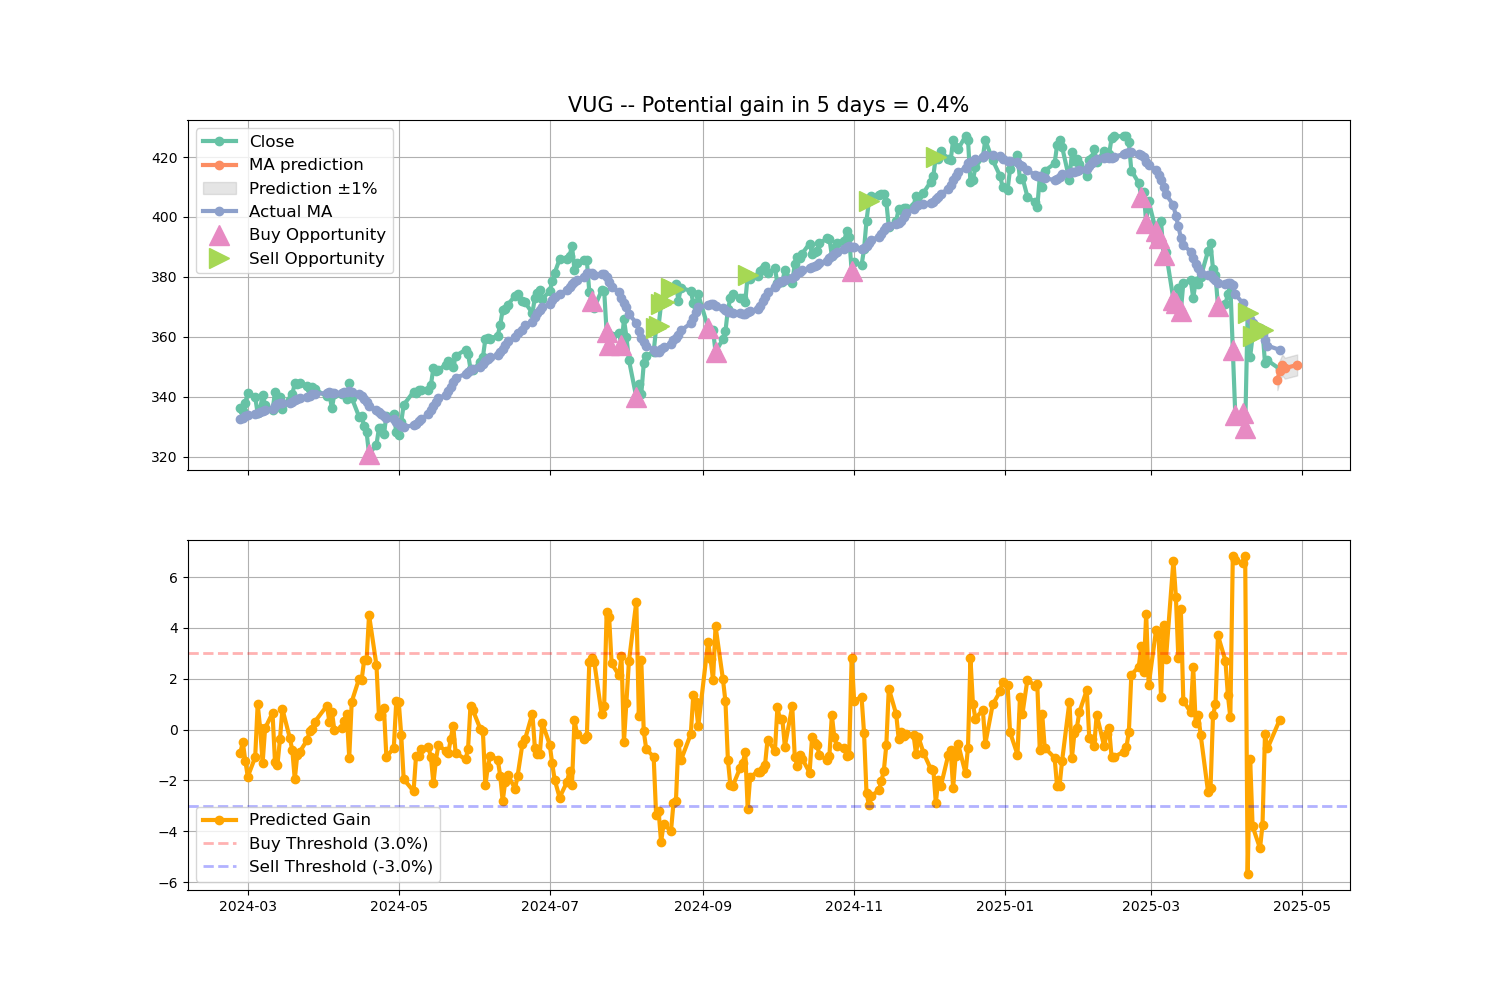 VUG -- Potential gain in 5 days = 0.4%
Close
MA prediction
Prediction ±1%
Actual MA
Buy Opportunity
Sell Opportunity
420
400
380
360
340
320
6
4
2
0
−2
−4
−6
Predicted Gain
Buy Threshold (3.0%)
Sell Threshold (-3.0%)
2024-03 2024-05 2024-07 2024-09 2024-11 2025-01 2025-03 2025-05